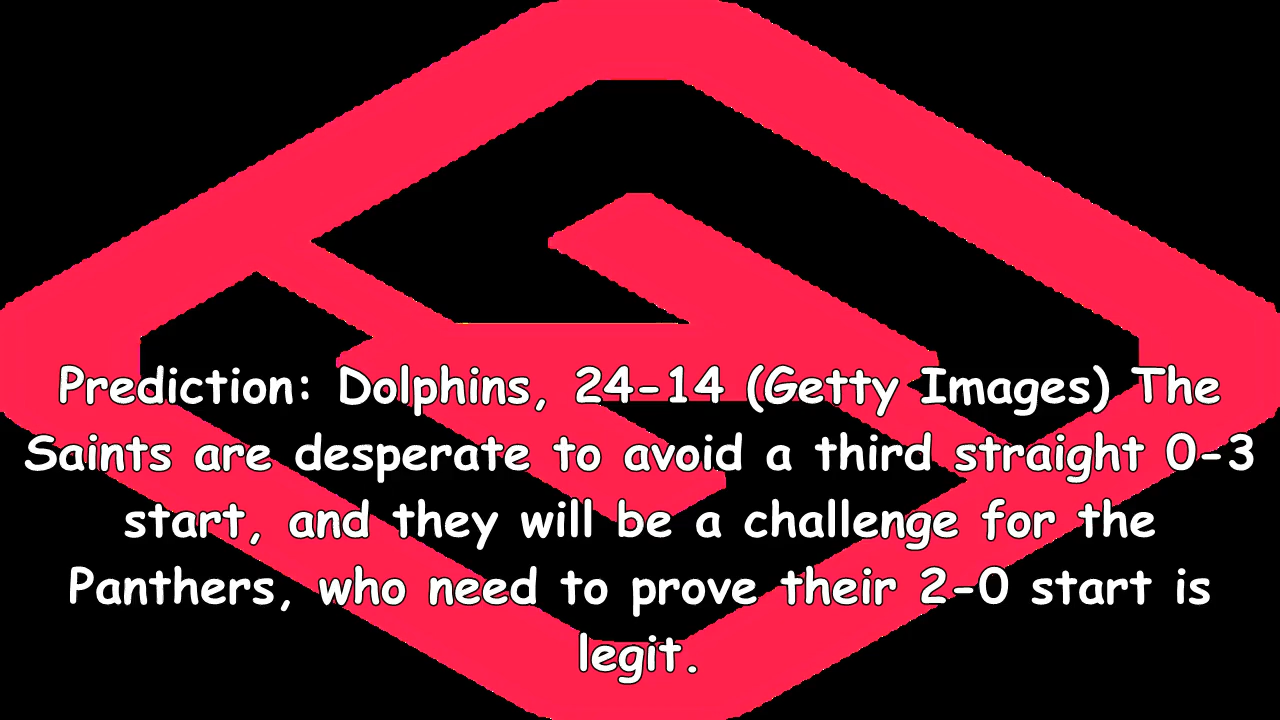 Prediction: Dolphins, 24-14 (Getty Images) The
Saints are desperate to avoid a third straight 0-3
start, and they will be a challenge for the
Panthers, who need to prove their 2-0 start is
legit.